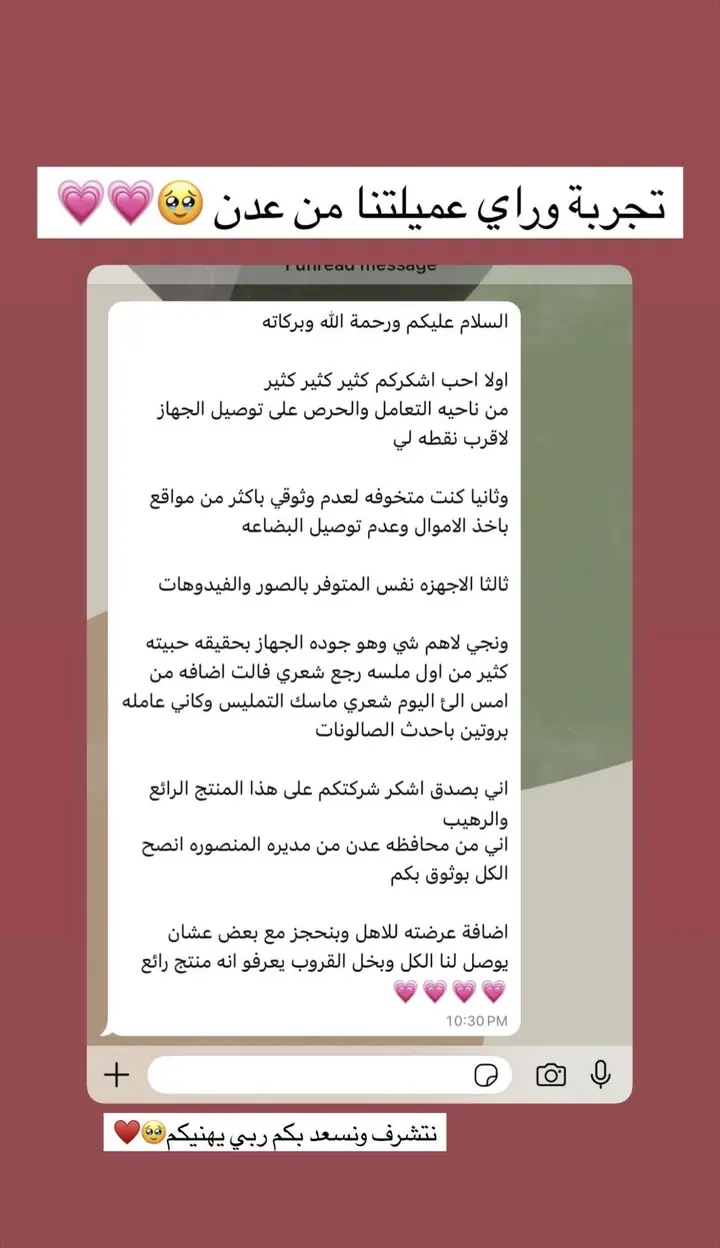 تجربة وراي عميلتنا من عدن 🥹💗💗
1 unread message
السلام عليكم ورحمة الله وبركاته
اولا احب اشكركم كثير كثير كثير
من ناحيه التعامل والحرص على توصيل الجهاز
لاقرب نقطه لي
وثانيا كنت متخوفه لعدم وثوقي باكثر من مواقع
باخذ الاموال وعدم توصيل البضاعه
ثالثا الاجهزه نفس المتوفر بالصور والفيدوهات
ونجي لاهم شي وهو جوده الجهاز بحقيقه حبيته
كثير من اول ملسه رجع شعري فالت اضافه من
امس الئ اليوم شعري ماسك التمليس وكاني عامله
بروتين باحدث الصالونات
اني بصدق اشكر شركتكم على هذا المنتج الرائع
والرهيب
اني من محافظه عدن من مديره المنصوره انصح
الكل بوثوق بكم
اضافة عرضته للاهل وبنحجز مع بعض عشان
يوصل لنا الكل وبخل القروب يعرفو انه منتج رائع
💗💗💗💗
10:30 PM
نتشرف ونسعد بكم ربي يهنيكم🥹♥️